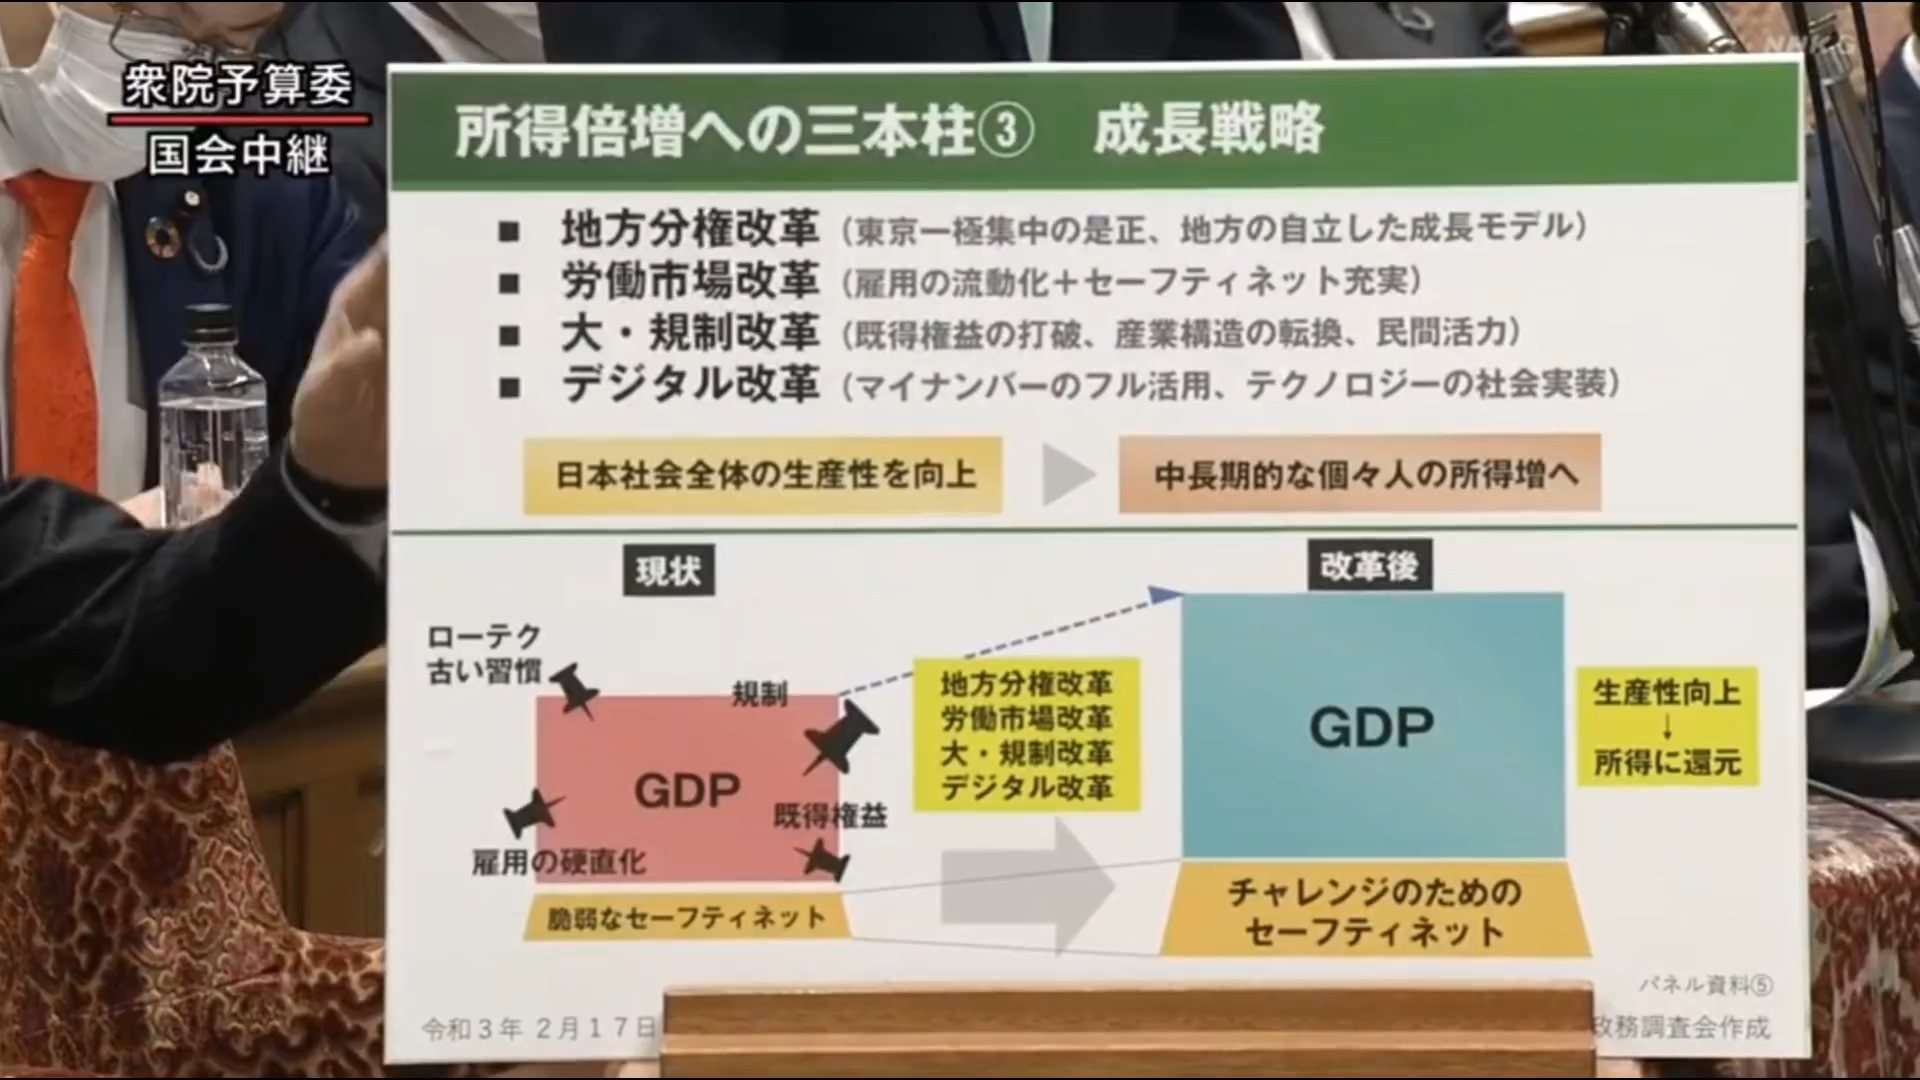 NHK G
衆院予算委
国会中継
所得倍増への三本柱③ 成長戦略
■ 地方分権改革（東京一極集中の是正、地方の自立した成長モデル）
■ 労働市場改革（雇用の流動化＋セーフティネット充実）
■ 大・規制改革（既得権益の打破、産業構造の転換、民間活力）
■ デジタル改革（マイナンバーのフル活用、テクノロジーの社会実装）
日本社会全体の生産性を向上
中長期的な個々人の所得増へ
現状
ローテク
古い習慣
規制
GDP
既得権益
雇用の硬直化
脆弱なセーフティネット
地方分権改革
労働市場改革
大・規制改革
デジタル改革
改革後
GDP
チャレンジのための
セーフティネット
生産性向上
↓
所得に還元
パネル資料⑤
令和３年 ２月１７日
政務調査会作成